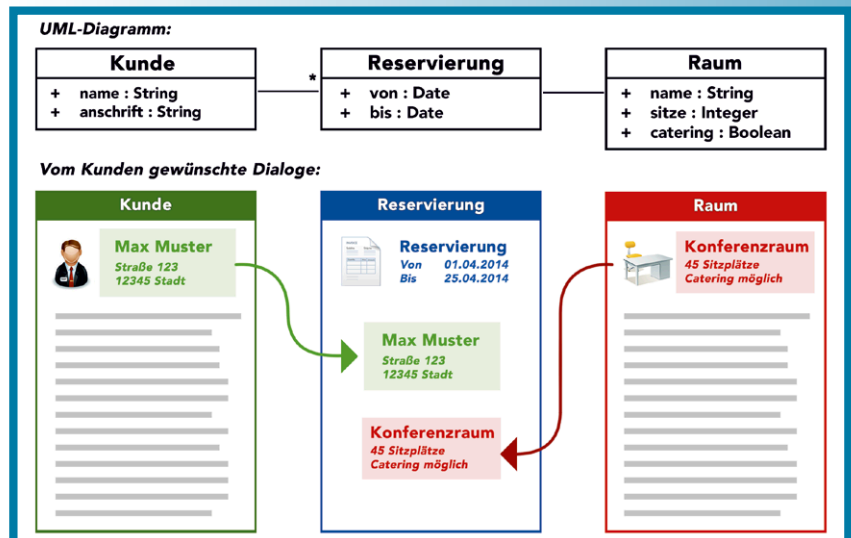 UML-Diagramm:
Kunde
+ name : String
+ anschrift : String
*
Reservierung
+ von : Date
+ bis : Date
Raum
+ name : String
+ sitze : Integer
+ catering : Boolean
Vom Kunden gewünschte Dialoge:
Kunde
Max Muster
Straße 123
12345 Stadt
Reservierung
Reservierung
Von 01.04.2014
Bis 25.04.2014
Max Muster
Straße 123
12345 Stadt
Konferenzraum
45 Sitzplätze
Catering möglich
Raum
Konferenzraum
45 Sitzplätze
Catering möglich